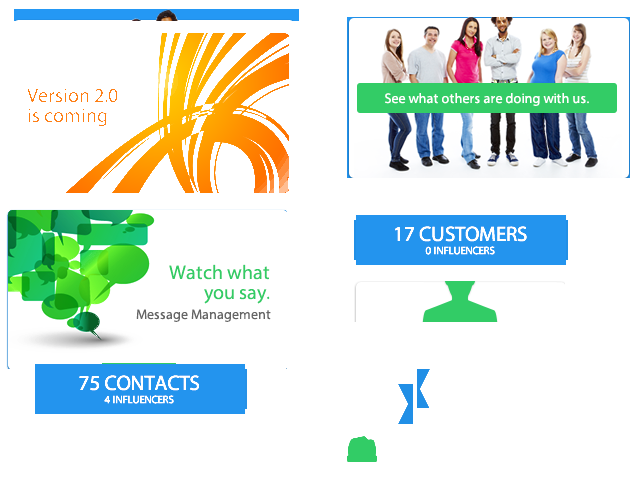 Version 2.0
is coming
See what others are doing with us.
Watch what
you say.
Message Management
17 CUSTOMERS
0 INFLUENCERS
75 CONTACTS
4 INFLUENCERS